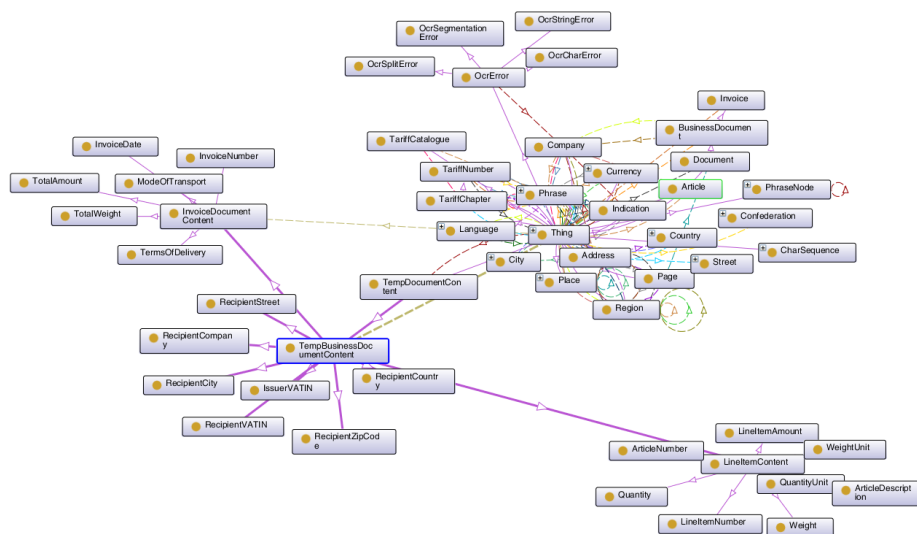 OcrStringError
OcrSegmentation
Error
OcrCharError
OcrSplitError
OcrError
Invoice
BusinessDocumen
t
Company
TariffCatalogue
InvoiceDate
InvoiceNumber
Document
TariffNumber
Currency
TotalAmount
ModeOfTransport
Phrase
Article
PhraseNode
TariffChapter
Indication
TotalWeight
InvoiceDocument
Content
Confederation
Language
Thing
Country
TermsOfDelivery
CharSequence
City
Address
Street
TempDocumentCon
tent
Place
Page
RecipientStreet
Region
RecipientCompan
y
TempBusinessDoc
umentContent
RecipientCity
IssuerVATIN
RecipientCountr
y
RecipientVATIN
RecipientZipCod
e
LineItemAmount
ArticleNumber
WeightUnit
LineItemContent
QuantityUnit
ArticleDescript
ion
Quantity
LineItemNumber
Weight